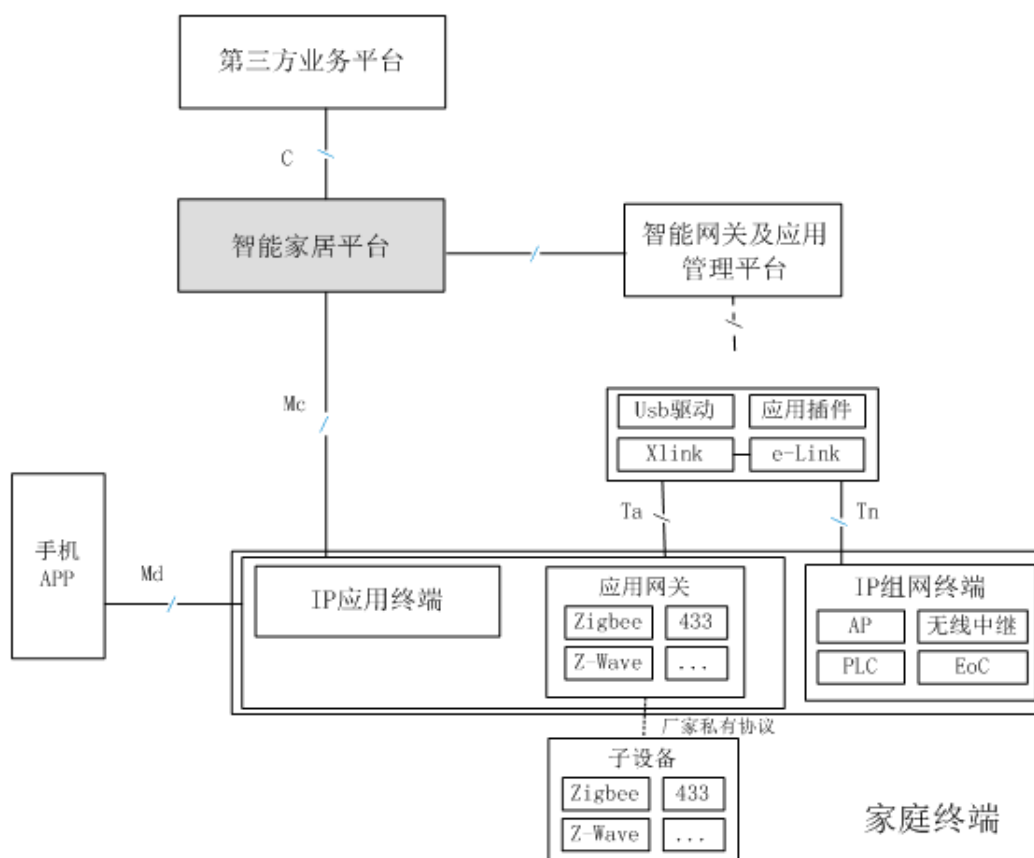 第三方业务平台
C
智能家居平台
智能网关及应用
管理平台
Mc
Usb驱动
应用插件
Xlink
e-Link
Ta
Tn
手机
APP
Md
IP应用终端
应用网关
Zigbee
433
Z-Wave
...
IP组网终端
AP
无线中继
PLC
EoC
厂家私有协议
子设备
Zigbee
433
Z-Wave
...
家庭终端